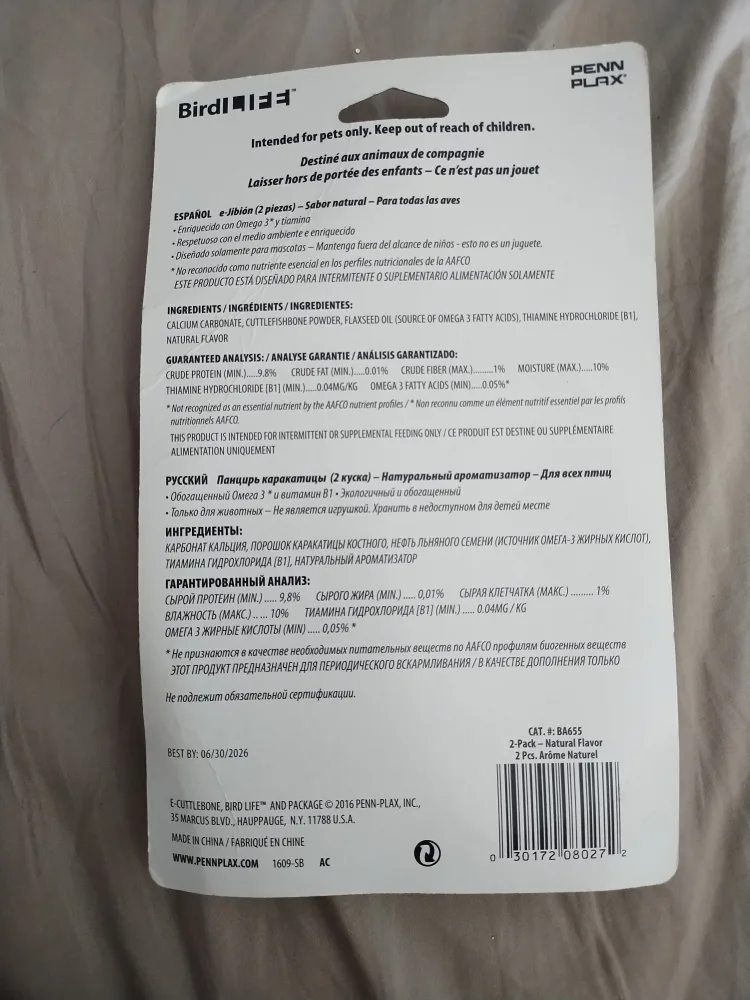 BirdLIFE™
PENN
PLAX®
Intended for pets only. Keep out of reach of children.
Destiné aux animaux de compagnie
Laisser hors de portée des enfants – Ce n'est pas un jouet
ESPAÑOL e-Jibión (2 piezas) – Sabor natural – Para todas las aves
• Enriquecido con Omega 3* y tiamina
• Respetuoso con el medio ambiente e enriquecido
• Diseñado solamente para mascotas – Mantenga fuera del alcance de niños - esto no es un juguete.
* No reconocido como nutriente esencial en los perfiles nutricionales de la AAFCO
ESTE PRODUCTO ESTÁ DISEÑADO PARA INTERMITENTE O SUPLEMENTARIO ALIMENTACIÓN SOLAMENTE
INGREDIENTS / INGRÉDIENTS / INGREDIENTES:
CALCIUM CARBONATE, CUTTLEFISHBONE POWDER, FLAXSEED OIL (SOURCE OF OMEGA 3 FATTY ACIDS), THIAMINE HYDROCHLORIDE [B1],
NATURAL FLAVOR
GUARANTEED ANALYSIS: / ANALYSE GARANTIE / ANÁLISIS GARANTIZADO:
CRUDE PROTEIN (MIN.)....9.8% CRUDE FAT (MIN.)....0.01% CRUDE FIBER (MAX.)........1% MOISTURE (MAX.).....10%
THIAMINE HYDROCHLORIDE [B1] (MIN.)....0.04MG/KG OMEGA 3 FATTY ACIDS (MIN)....0.05%*
* Not recognized as an essential nutrient by the AAFCO nutrient profiles / * Non reconnu comme un élément nutritif essentiel par les profils
nutritionnels AAFCO.
THIS PRODUCT IS INTENDED FOR INTERMITTENT OR SUPPLEMENTAL FEEDING ONLY / CE PRODUIT EST DESTINE OU SUPPLÉMENTAIRE
ALIMENTATION UNIQUEMENT
РУССКИЙ Панцирь каракатицы (2 куска) – Натуральный ароматизатор – Для всех птиц
• Обогащенный Омега 3 * и витамин В1 • Экологичный и обогащенный
• Только для животных – Не является игрушкой. Хранить в недоступном для детей месте
ИНГРЕДИЕНТЫ:
КАРБОНАТ КАЛЬЦИЯ, ПОРОШОК КАРАКАТИЦЫ КОСТНОГО, НЕФТЬ ЛЬНЯНОГО СЕМЕНИ (ИСТОЧНИК ОМЕГА-3 ЖИРНЫХ КИСЛОТ),
ТИАМИНА ГИДРОХЛОРИДА [B1], НАТУРАЛЬНЫЙ АРОМАТИЗАТОР
ГАРАНТИРОВАННЫЙ АНАЛИЗ:
СЫРОЙ ПРОТЕИН (MIN.) ..... 9,8% СЫРОГО ЖИРА (MIN.) ..... 0,01% СЫРАЯ КЛЕТЧАТКА (МАКС.) ......... 1%
ВЛАЖНОСТЬ (МАКС.) .. ... 10% ТИАМИНА ГИДРОХЛОРИДА [B1] (MIN.) ..... 0.04MG / KG
ОМЕГА 3 ЖИРНЫЕ КИСЛОТЫ (MIN) ..... 0,05% *
* Не признаются в качестве необходимых питательных веществ по AAFCO профилям биогенных веществ
ЭТОТ ПРОДУКТ ПРЕДНАЗНАЧЕН ДЛЯ ПЕРИОДИЧЕСКОГО ВСКАРМЛИВАНИЯ / В КАЧЕСТВЕ ДОПОЛНЕНИЯ ТОЛЬКО
Не подлежит обязательной сертификации.
BEST BY: 06/30/2026
CAT. #: BA655
2-Pack – Natural Flavor
2 Pcs. Arôme Naturel
0 30172 08027 2
E-CUTTLEBONE, BIRD LIFE™ AND PACKAGE © 2016 PENN-PLAX, INC.,
35 MARCUS BLVD., HAUPPAUGE, N.Y. 11788 U.S.A.
MADE IN CHINA / FABRIQUÉ EN CHINE
WWW.PENNPLAX.COM 1609-SB AC